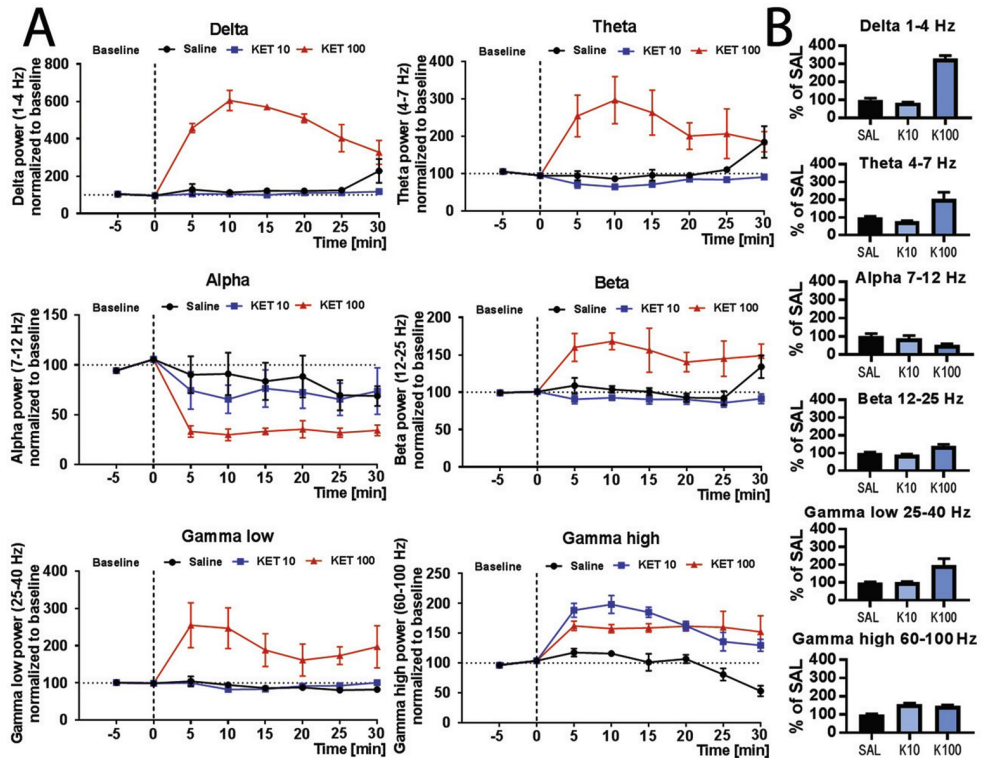 A
Delta
Baseline Saline KET 10 KET 100
Delta power (1-4 Hz)
normalized to baseline
800
600
400
200
100
0
-5 0 5 10 15 20 25 30
Time [min]
Theta
Baseline Saline KET 10 KET 100
Theta power (4-7 Hz)
normalized to baseline
400
300
200
100
0
-5 0 5 10 15 20 25 30
Time [min]
Alpha
Baseline Saline KET 10 KET 100
Alpha power (7-12 Hz)
normalized to baseline
150
100
50
0
-5 0 5 10 15 20 25 30
Time [min]
Beta
Baseline Saline KET 10 KET 100
Beta power (12-25 Hz)
normalized to baseline
200
150
100
50
0
-5 0 5 10 15 20 25 30
Time [min]
Gamma low
Baseline Saline KET 10 KET 100
Gamma low power (25-40 Hz)
normalized to baseline
400
300
200
100
0
-5 0 5 10 15 20 25 30
Time [min]
Gamma high
Baseline Saline KET 10 KET 100
Gamma high power (60-100 Hz)
normalized to baseline
250
200
150
100
50
0
-5 0 5 10 15 20 25 30
Time [min]
B
Delta 1-4 Hz
% of SAL
400
300
200
100
0
SAL K10 K100
Theta 4-7 Hz
% of SAL
400
300
200
100
0
SAL K10 K100
Alpha 7-12 Hz
% of SAL
400
300
200
100
0
SAL K10 K100
Beta 12-25 Hz
% of SAL
400
300
200
100
0
SAL K10 K100
Gamma low 25-40 Hz
% of SAL
400
300
200
100
0
SAL K10 K100
Gamma high 60-100 Hz
% of SAL
400
300
200
100
0
SAL K10 K100